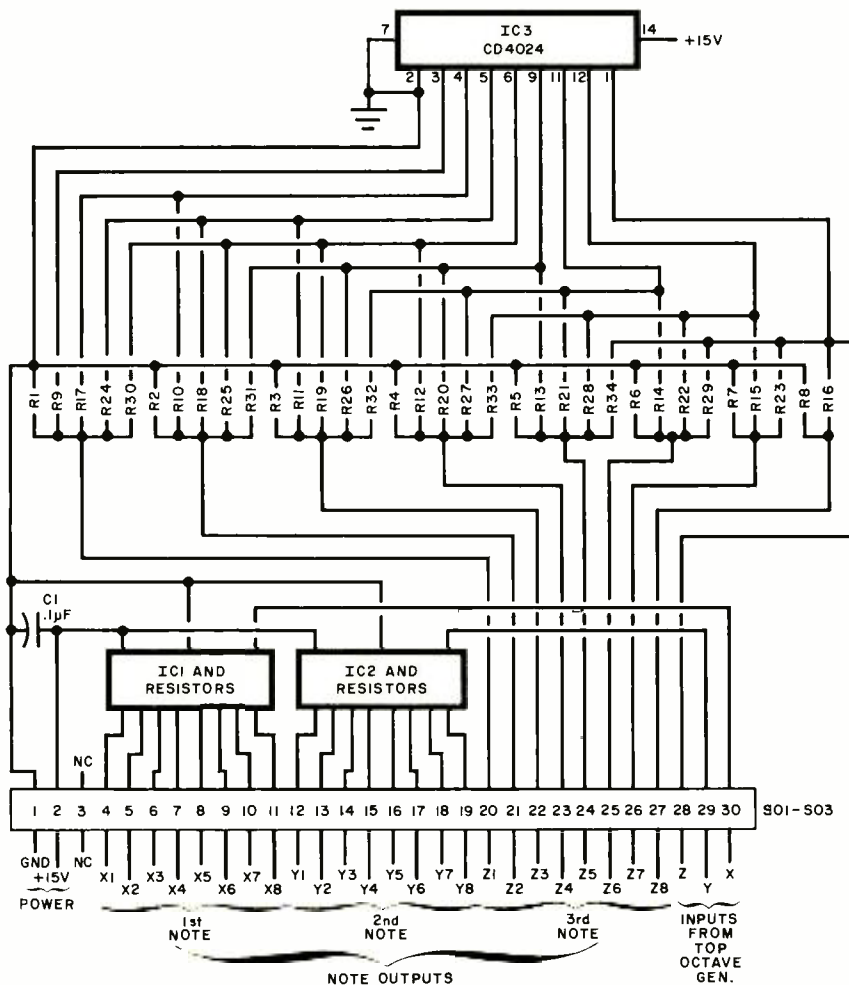 IC3
CD4024
7
14
+15V
2 3 4 5 6 9 11 12 1
R1 R9 R17 R24 R30 R2 R10 R18 R25 R31 R3 R11 R19 R26 R32 R4 R12 R20 R27 R33 R5 R13 R21 R28 R34 R6 R14 R22 R29 R7 R15 R23 R8 R16
C1
.1µF
IC1 AND
RESISTORS
IC2 AND
RESISTORS
NC
1 2 3 4 5 6 7 8 9 10 11 12 13 14 15 16 17 18 19 20 21 22 23 24 25 26 27 28 29 30
SO1-SO3
GND
+15V
NC
X1 X2 X3 X4 X5 X6 X7 X8 Y1 Y2 Y3 Y4 Y5 Y6 Y7 Y8 Z1 Z2 Z3 Z4 Z5 Z6 Z7 Z8 Z Y X
POWER
1st
NOTE
2nd
NOTE
3rd
NOTE
INPUTS
FROM
TOP
OCTAVE
GEN.
NOTE OUTPUTS